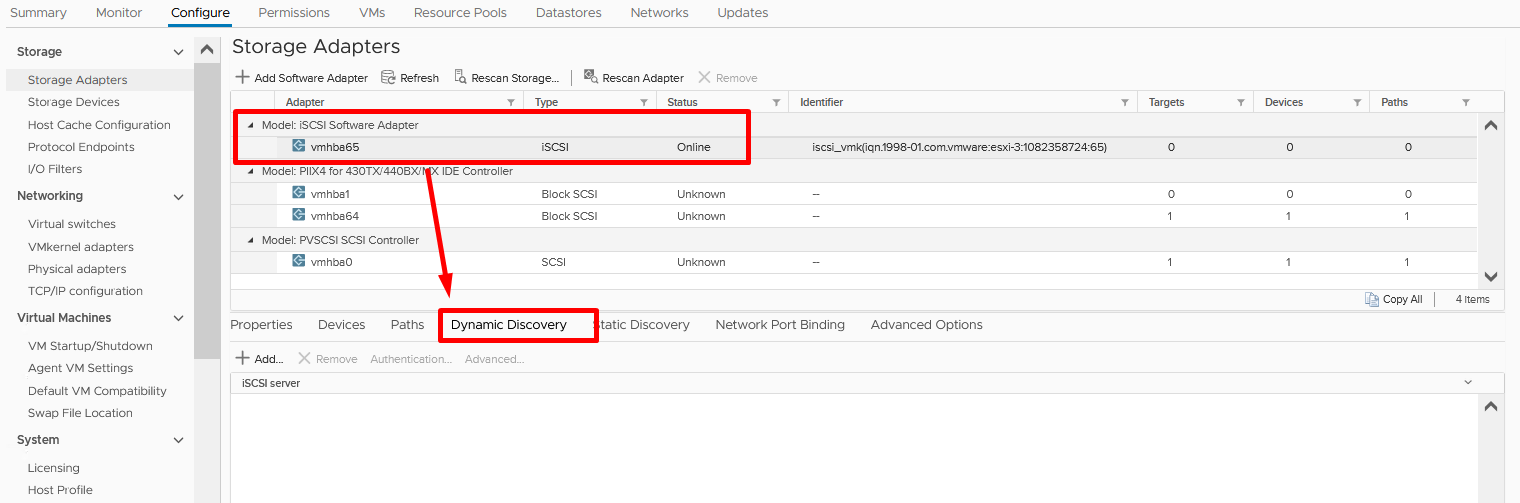 Summary Monitor Configure Permissions VMs Resource Pools Datastores Networks Updates
Storage
Storage Adapters
Storage Devices
Host Cache Configuration
Protocol Endpoints
I/O Filters
Networking
Virtual switches
VMkernel adapters
Physical adapters
TCP/IP configuration
Virtual Machines
VM Startup/Shutdown
Agent VM Settings
Default VM Compatibility
Swap File Location
System
Licensing
Host Profile
Storage Adapters
Add Software Adapter Refresh Rescan Storage... Rescan Adapter Remove
Adapter Type Status Identifier Targets Devices Paths
Model: iSCSI Software Adapter
vmhba65 iSCSI Online iscsi_vmk(iqn.1998-01.com.vmware:esxi-3:1082358724:65) 0 0 0
Model: PIIX4 for 430TX/440BX/MX IDE Controller
vmhba1 Block SCSI Unknown -- 0 0 0
vmhba64 Block SCSI Unknown -- 1 1 1
Model: PVSCSI SCSI Controller
vmhba0 SCSI Unknown -- 1 1 1
Copy All 4 items
Properties Devices Paths Dynamic Discovery Static Discovery Network Port Binding Advanced Options
Add... Remove Authentication... Advanced...
iSCSI server